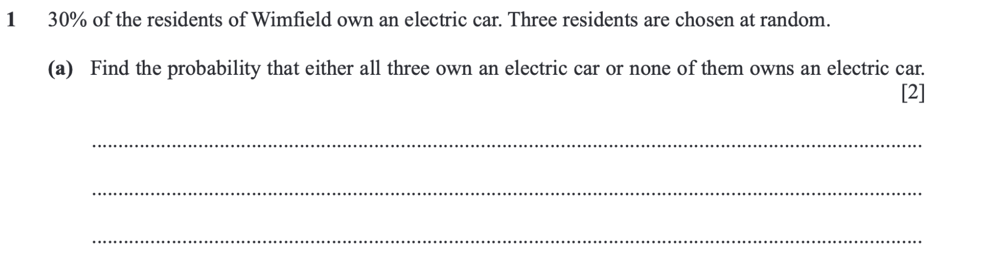 1 30% of the residents of Wimfield own an electric car. Three residents are chosen at random.
(a) Find the probability that either all three own an electric car or none of them owns an electric car.
[2]